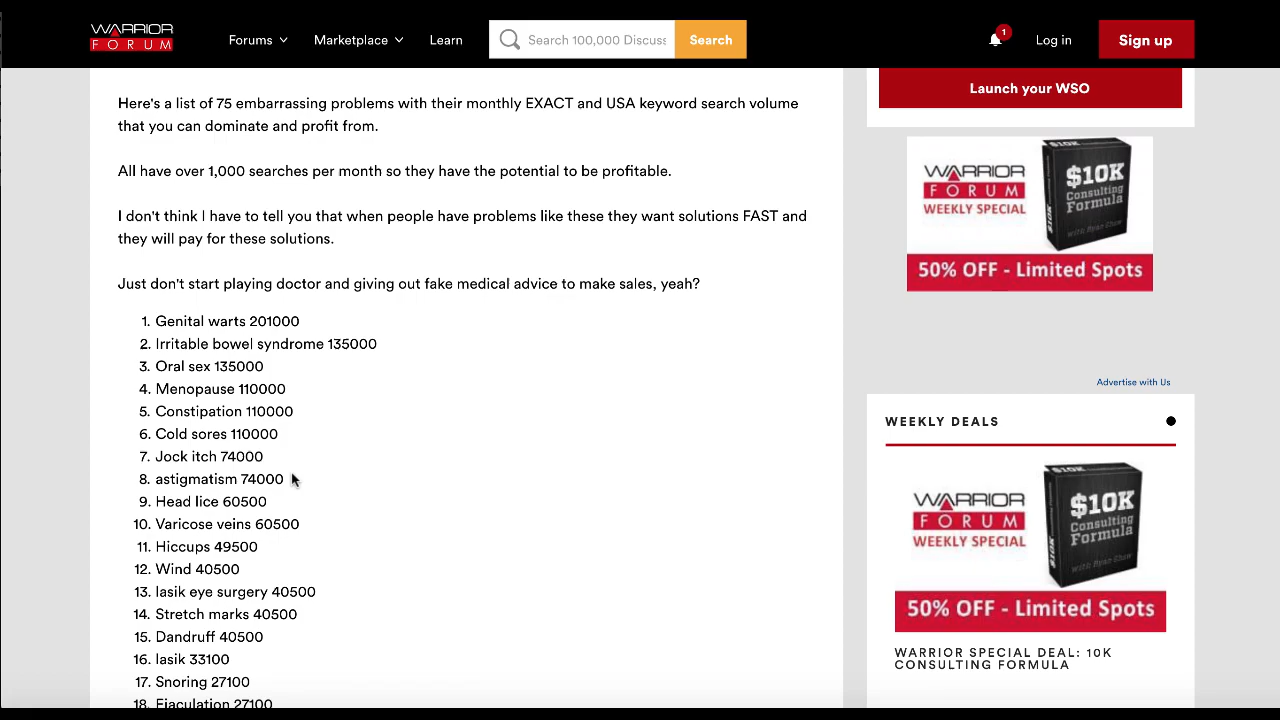 WARRIOR
FORUM
Forums
Marketplace
Learn
Search 100,000 Discuss
Search
1
Log in
Sign up
Here's a list of 75 embarrassing problems with their monthly EXACT and USA keyword search volume
that you can dominate and profit from.
All have over 1,000 searches per month so they have the potential to be profitable.
I don't think I have to tell you that when people have problems like these they want solutions FAST and
they will pay for these solutions.
Just don't start playing doctor and giving out fake medical advice to make sales, yeah?
1. Genital warts 201000
2. Irritable bowel syndrome 135000
3. Oral sex 135000
4. Menopause 110000
5. Constipation 110000
6. Cold sores 110000
7. Jock itch 74000
8. astigmatism 74000
9. Head lice 60500
10. Varicose veins 60500
11. Hiccups 49500
12. Wind 40500
13. lasik eye surgery 40500
14. Stretch marks 40500
15. Dandruff 40500
16. lasik 33100
17. Snoring 27100
18. Ejaculation 27100
Launch your WSO
WARRIOR
FORUM
WEEKLY SPECIAL
$10K
Consulting
Formula
with Ryan Shaw
50% OFF - Limited Spots
Advertise with Us
WEEKLY DEALS
WARRIOR
FORUM
WEEKLY SPECIAL
$10K
Consulting
Formula
with Ryan Shaw
50% OFF - Limited Spots
WARRIOR SPECIAL DEAL: 10K
CONSULTING FORMULA